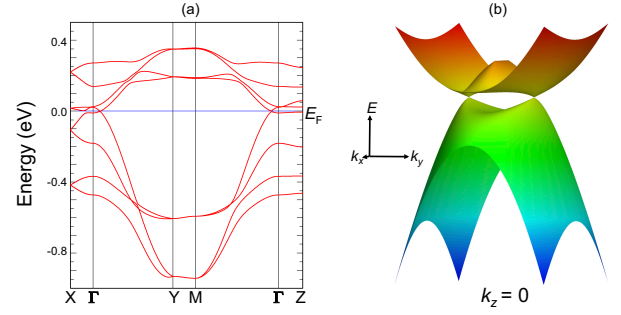 (a)
(b)
Energy (eV)
0.4
0.0
-0.4
-0.8
E_F
X Γ Y M Γ Z
E
k_x k_y
k_z = 0